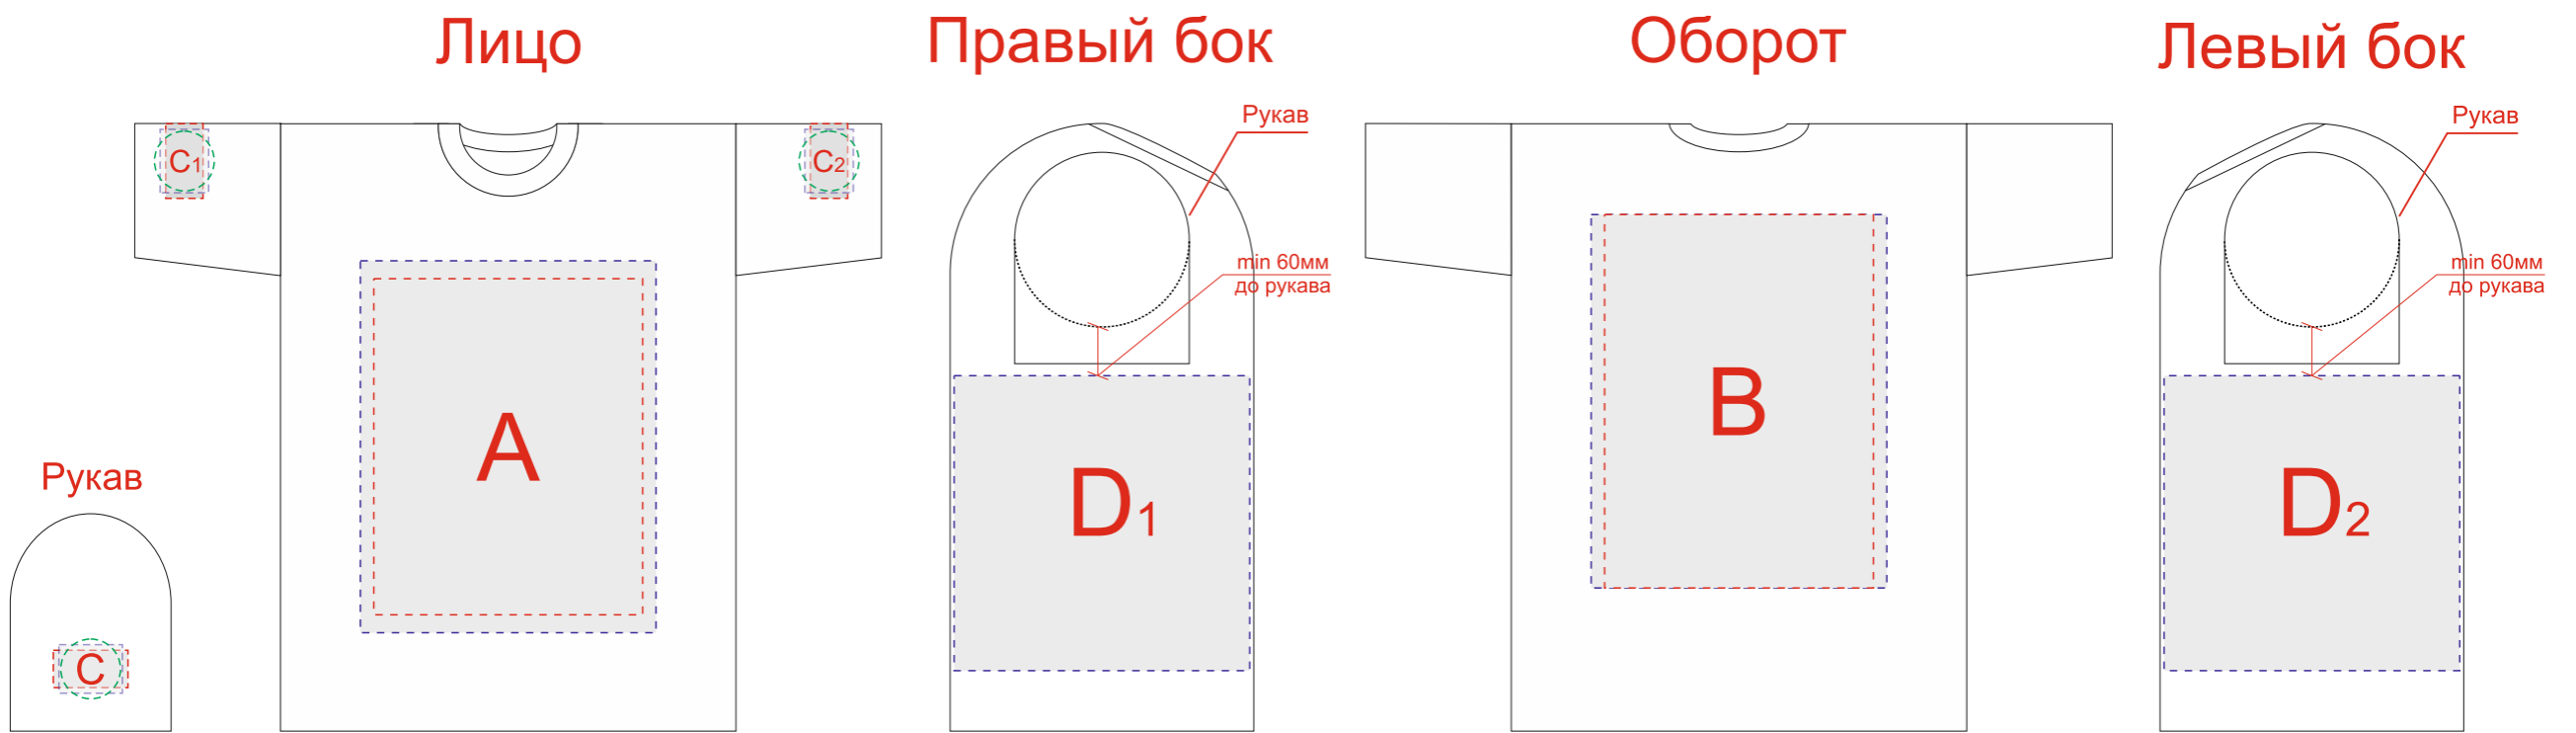 Лицо
Правый бок
Оборот
Левый бок
Рукав
Рукав
C1
C2
min 60мм
до рукава
min 60мм
до рукава
A
B
D1
D2
Рукав
C